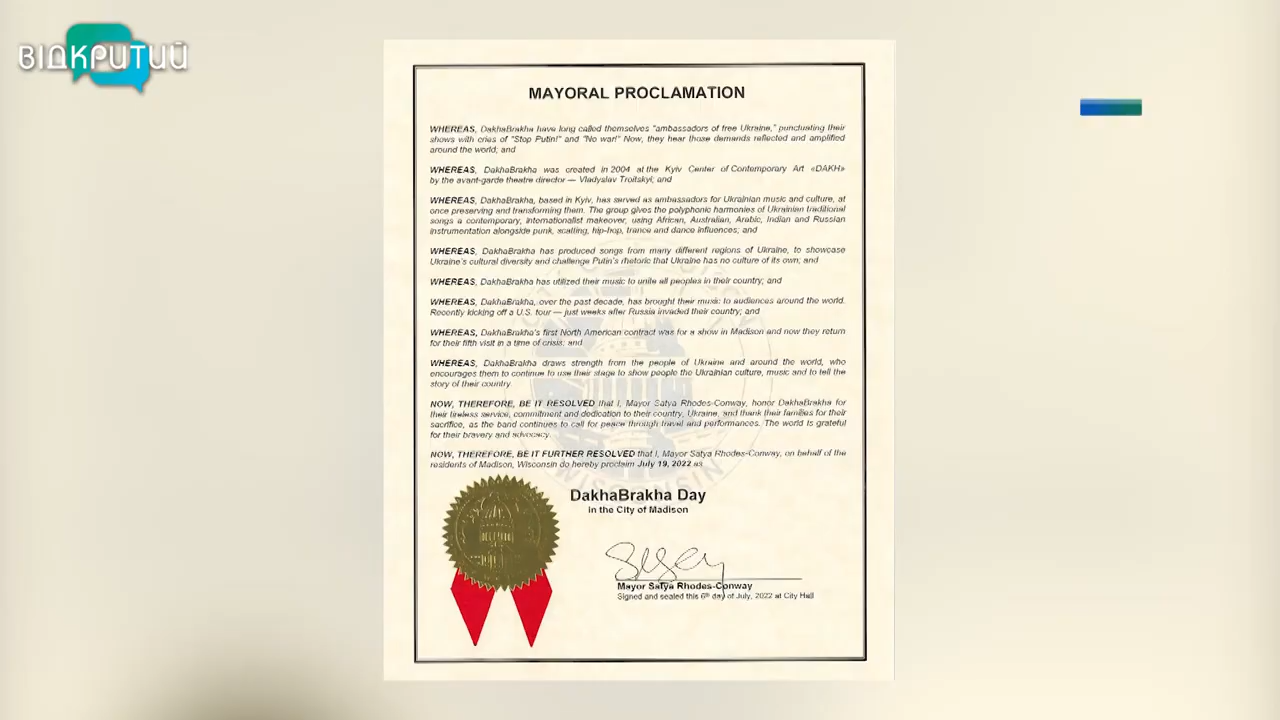 ВІДКРИТИЙ
MAYORAL PROCLAMATION
WHEREAS, DakhaBrakha have long called themselves "ambassadors of free Ukraine," punctuating their
shows with cries of "Stop Putin!" and "No war!" Now, they hear those demands reflected and amplified
around the world; and
WHEREAS, DakhaBrakha was created in 2004 at the Kyiv Center of Contemporary Art «DAKH»
by the avant-garde theatre director — Vladyslav Troitskyi; and
WHEREAS, DakhaBrakha, based in Kyiv, has served as ambassadors for Ukrainian music and culture, at
once preserving and transforming them. The group gives the polyphonic harmonies of Ukrainian traditional
songs a contemporary, internationalist makeover, using African, Australian, Arabic, Indian and Russian
instrumentation alongside punk, scatting, hip-hop, trance and dance influences; and
WHEREAS, DakhaBrakha has produced songs from many different regions of Ukraine, to showcase
Ukraine's cultural diversity and challenge Putin's rhetoric that Ukraine has no culture of its own; and
WHEREAS, DakhaBrakha has utilized their music to unite all peoples in their country; and
WHEREAS, DakhaBrakha, over the past decade, has brought their music to audiences around the world.
Recently kicking off a U.S. tour — just weeks after Russia invaded their country; and
WHEREAS, DakhaBrakha's first North American contract was for a show in Madison and now they return
for their fifth visit in a time of crisis; and
WHEREAS, DakhaBrakha draws strength from the people of Ukraine and around the world, who
encourages them to continue to use their stage to show people the Ukrainian culture, music and to tell the
story of their country.
NOW, THEREFORE, BE IT RESOLVED that I, Mayor Satya Rhodes-Conway, honor DakhaBrakha for
their tireless service, commitment and dedication to their country, Ukraine, and thank their families for their
sacrifice, as the band continues to call for peace through travel and performances. The world is grateful
for their bravery and advocacy.
NOW, THEREFORE, BE IT FURTHER RESOLVED that I, Mayor Satya Rhodes-Conway, on behalf of the
residents of Madison, Wisconsin do hereby proclaim July 19, 2022 as
WISCONSIN
DakhaBrakha Day
in the City of Madison
Mayor Satya Rhodes-Conway
Signed and sealed this 6th day of July, 2022 at City Hall